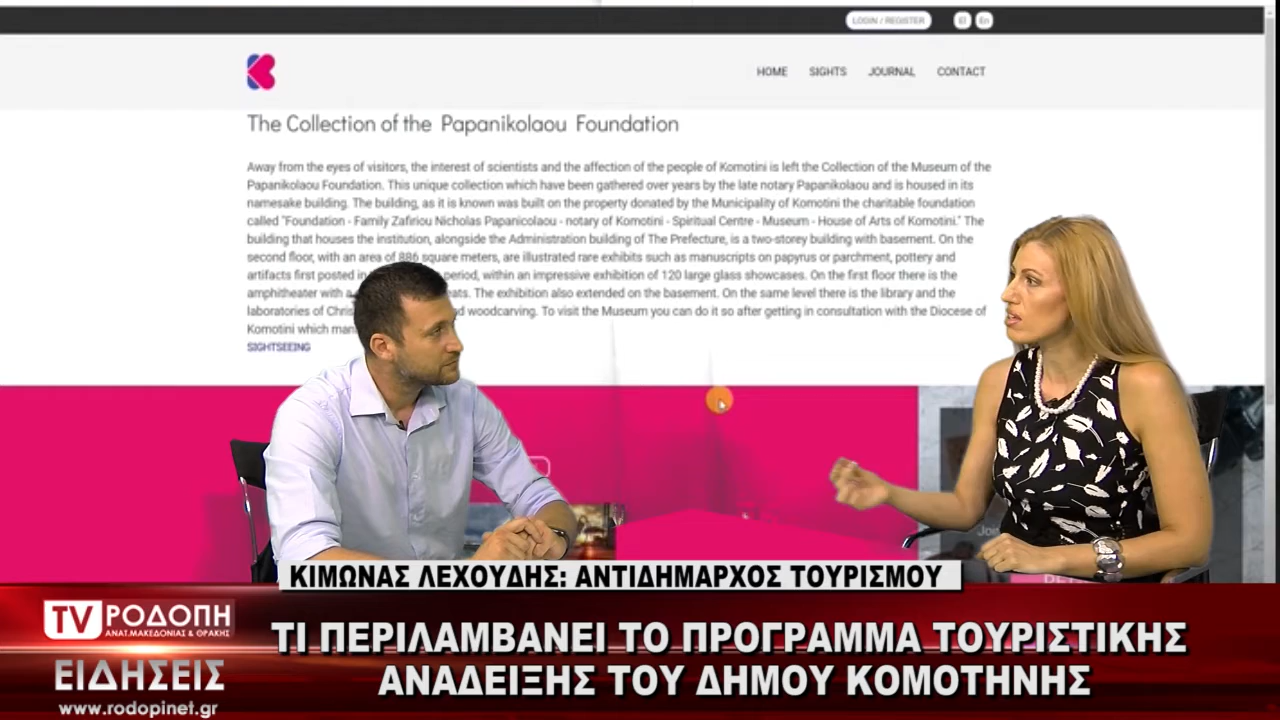 LOGIN / REGISTER El En
HOME SIGHTS JOURNAL CONTACT
The Collection of the Papanikolaou Foundation
Away from the eyes of visitors, the interest of scientists and the affection of the people of Komotini is left the Collection of the Museum of the
Papanikolaou Foundation. This unique collection which have been gathered over years by the late notary Papanikolaou and is housed in its
namesake building. The building, as it is known was built on the property donated by the Municipality of Komotini the charitable foundation
called "Foundation - Family Zafiriou Nicholas Papanicolaou - notary of Komotini - Spiritual Centre - Museum - House of Arts of Komotini." The
building that houses the institution, alongside the Administration building of The Prefecture, is a two-storey building with basement. On the
second floor, with an area of 886 square meters, are illustrated rare exhibits such as manuscripts on papyrus or parchment, pottery and
artifacts first posted in period, within an impressive exhibition of 120 large glass showcases. On the first floor there is the
amphitheater with a The exhibition also extended on the basement. On the same level there is the library and the
laboratories of woodcarving. To visit the Museum you can do it so after getting in consultation with the Diocese of
Komotini which
SIGHTSEEING
ΚΙΜΩΝΑΣ ΛΕΧΟΥΔΗΣ: ΑΝΤΙΔΗΜΑΡΧΟΣ ΤΟΥΡΙΣΜΟΥ
TV ΡΟΔΟΠΗ
ΑΝΑΤ.ΜΑΚΕΔΟΝΙΑΣ & ΘΡΑΚΗΣ
ΕΙΔΗΣΕΙΣ
www.rodopinet.gr
ΤΙ ΠΕΡΙΛΑΜΒΑΝΕΙ ΤΟ ΠΡΟΓΡΑΜΜΑ ΤΟΥΡΙΣΤΙΚΗΣ
ΑΝΑΔΕΙΞΗΣ ΤΟΥ ΔΗΜΟΥ ΚΟΜΟΤΗΝΗΣ